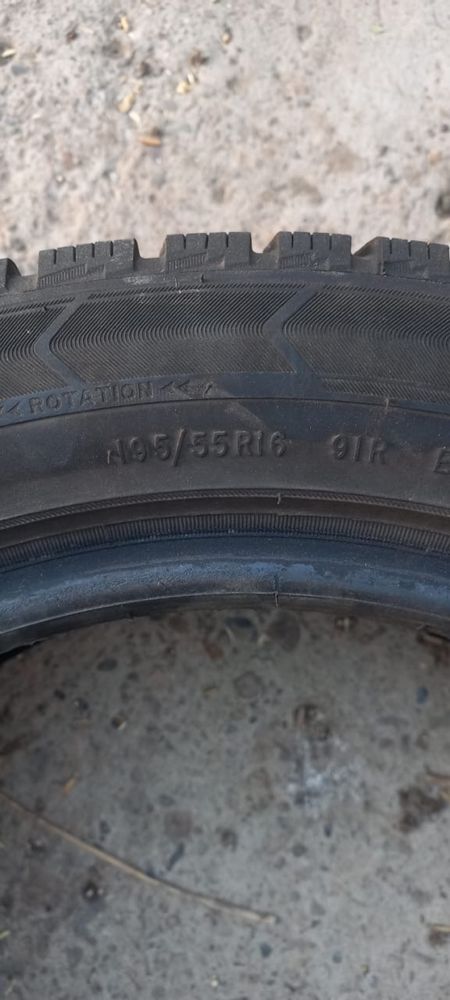 << ROTATION <<
195/55R16 91R